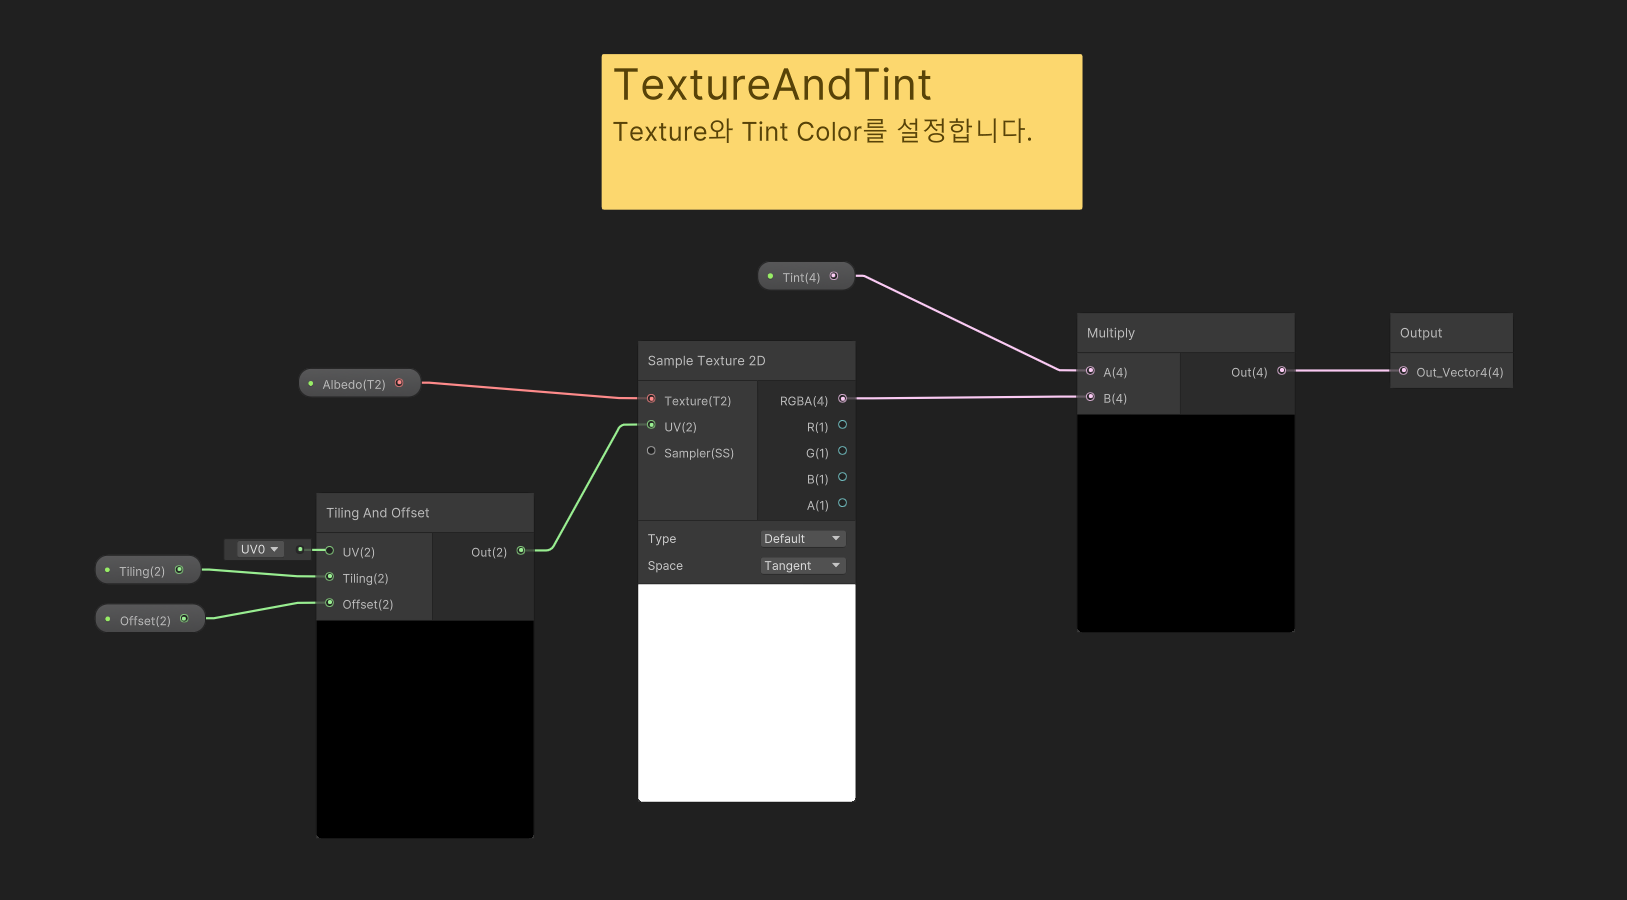 TextureAndTint
Texture와 Tint Color를 설정합니다.
Tint(4)
Albedo(T2)
Sample Texture 2D
Texture(T2)
UV(2)
Sampler(SS)
RGBA(4)
R(1)
G(1)
B(1)
A(1)
Type
Default
Space
Tangent
Multiply
A(4)
B(4)
Out(4)
Output
Out_Vector4(4)
Tiling And Offset
UV0
UV(2)
Tiling(2)
Offset(2)
Out(2)
Tiling(2)
Offset(2)